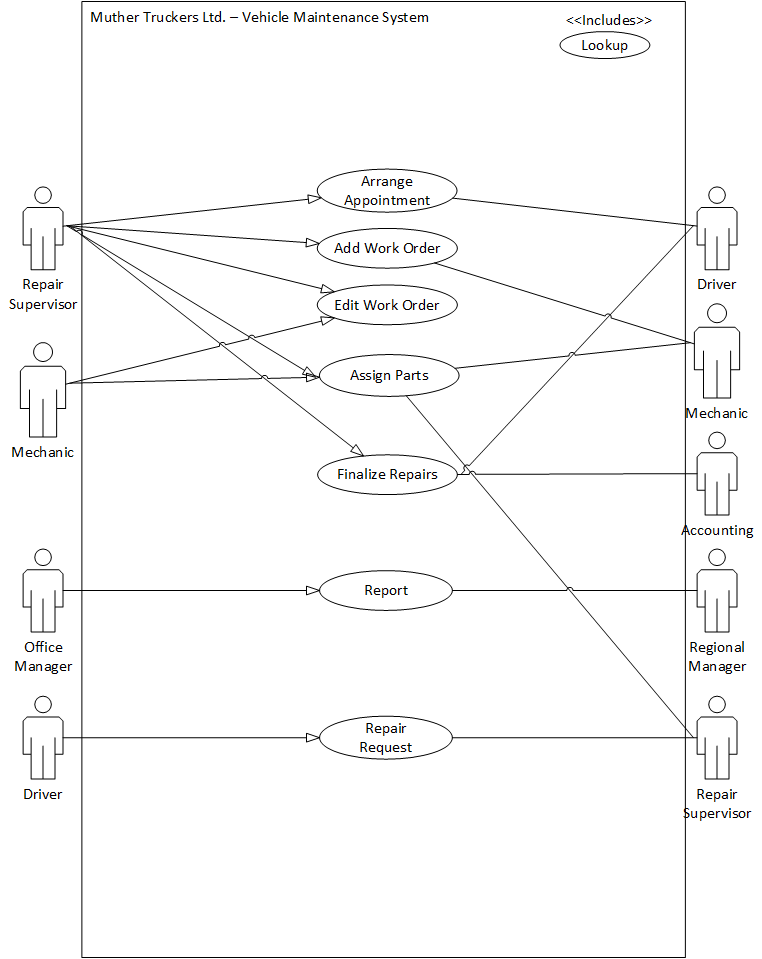 Muther Truckers Ltd. – Vehicle Maintenance System
<<Includes>>
Lookup
Arrange
Appointment
Add Work Order
Edit Work Order
Assign Parts
Finalize Repairs
Report
Repair
Request
Repair
Supervisor
Mechanic
Office
Manager
Driver
Driver
Mechanic
Accounting
Regional
Manager
Repair
Supervisor